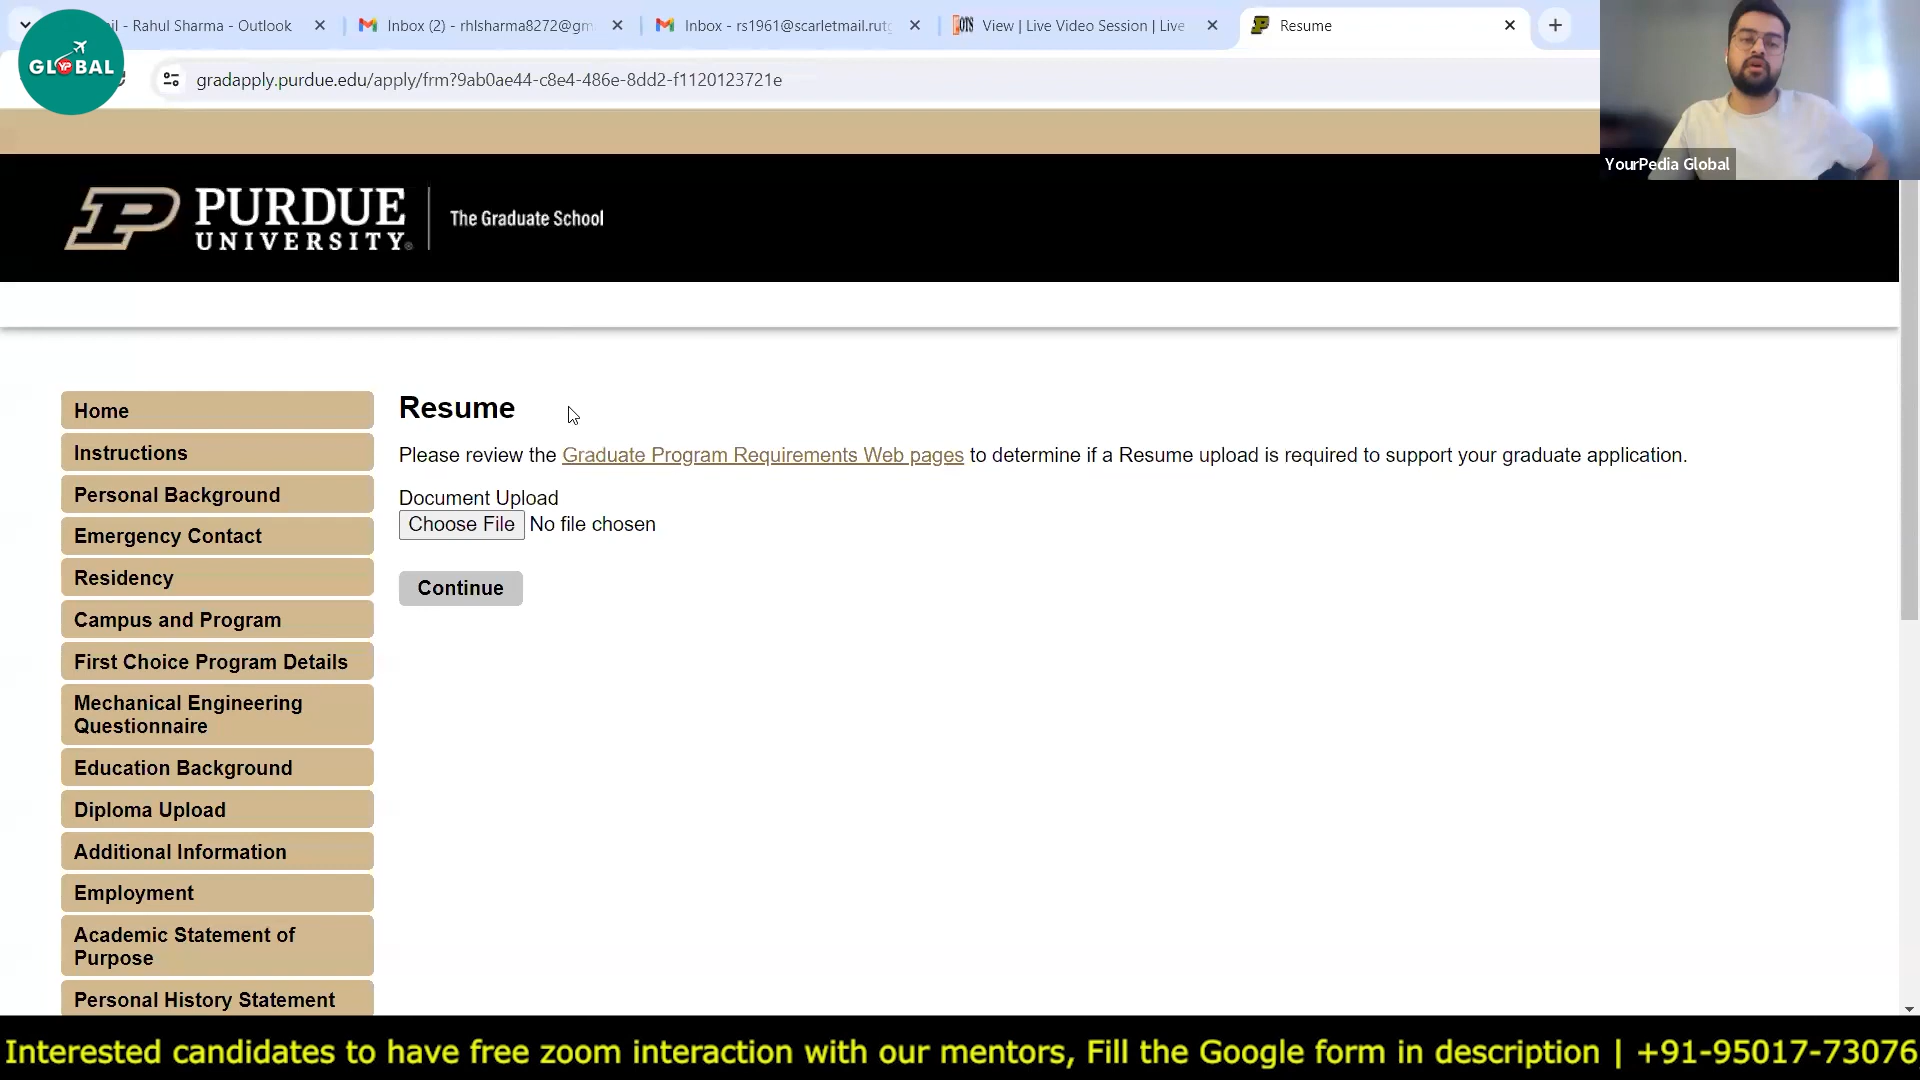 il - Rahul Sharma - Outlook
Inbox (2) - rhlsharma8272@gm
Inbox - rs1961@scarletmail.rutg
View | Live Video Session | Live
Resume
GLOBAL
YP
gradapply.purdue.edu/apply/frm?9ab0ae44-c8e4-486e-8dd2-f1120123721e
YourPedia Global
PURDUE
UNIVERSITY®
The Graduate School
Home
Instructions
Personal Background
Emergency Contact
Residency
Campus and Program
First Choice Program Details
Mechanical Engineering
Questionnaire
Education Background
Diploma Upload
Additional Information
Employment
Academic Statement of
Purpose
Personal History Statement
Resume
Please review the Graduate Program Requirements Web pages to determine if a Resume upload is required to support your graduate application.
Document Upload
Choose File No file chosen
Continue
Interested candidates to have free zoom interaction with our mentors, Fill the Google form in description | +91-95017-73076